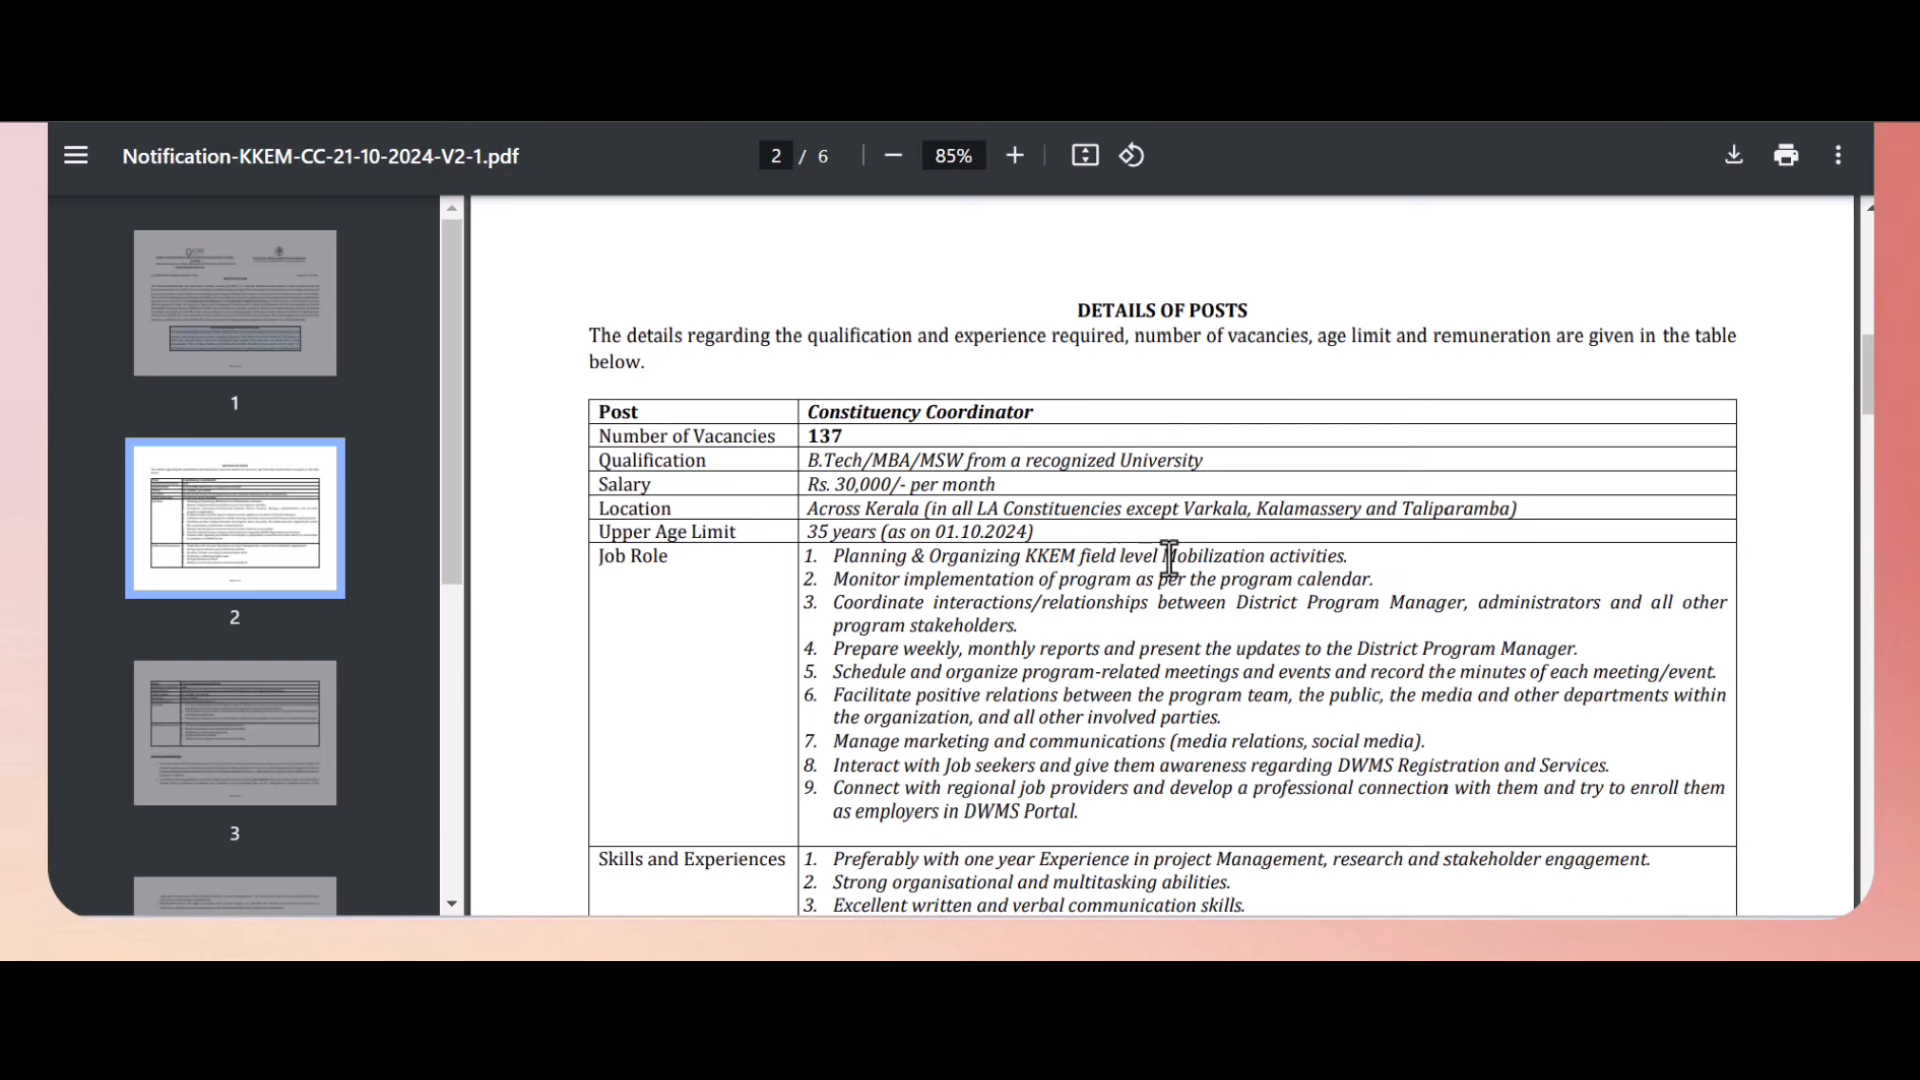 Notification-KKEM-CC-21-10-2024-V2-1.pdf
2 / 6
85%
1
2
3
DETAILS OF POSTS
The details regarding the qualification and experience required, number of vacancies, age limit and remuneration are given in the table
below.
Post Constituency Coordinator
Number of Vacancies 137
Qualification B.Tech/MBA/MSW from a recognized University
Salary Rs. 30,000/- per month
Location Across Kerala (in all LA Constituencies except Varkala, Kalamassery and Taliparamba)
Upper Age Limit 35 years (as on 01.10.2024)
Job Role 1. Planning & Organizing KKEM field level Mobilization activities.
2. Monitor implementation of program as per the program calendar.
3. Coordinate interactions/relationships between District Program Manager, administrators and all other
program stakeholders.
4. Prepare weekly, monthly reports and present the updates to the District Program Manager.
5. Schedule and organize program-related meetings and events and record the minutes of each meeting/event.
6. Facilitate positive relations between the program team, the public, the media and other departments within
the organization, and all other involved parties.
7. Manage marketing and communications (media relations, social media).
8. Interact with Job seekers and give them awareness regarding DWMS Registration and Services.
9. Connect with regional job providers and develop a professional connection with them and try to enroll them
as employers in DWMS Portal.
Skills and Experiences 1. Preferably with one year Experience in project Management, research and stakeholder engagement.
2. Strong organisational and multitasking abilities.
3. Excellent written and verbal communication skills.